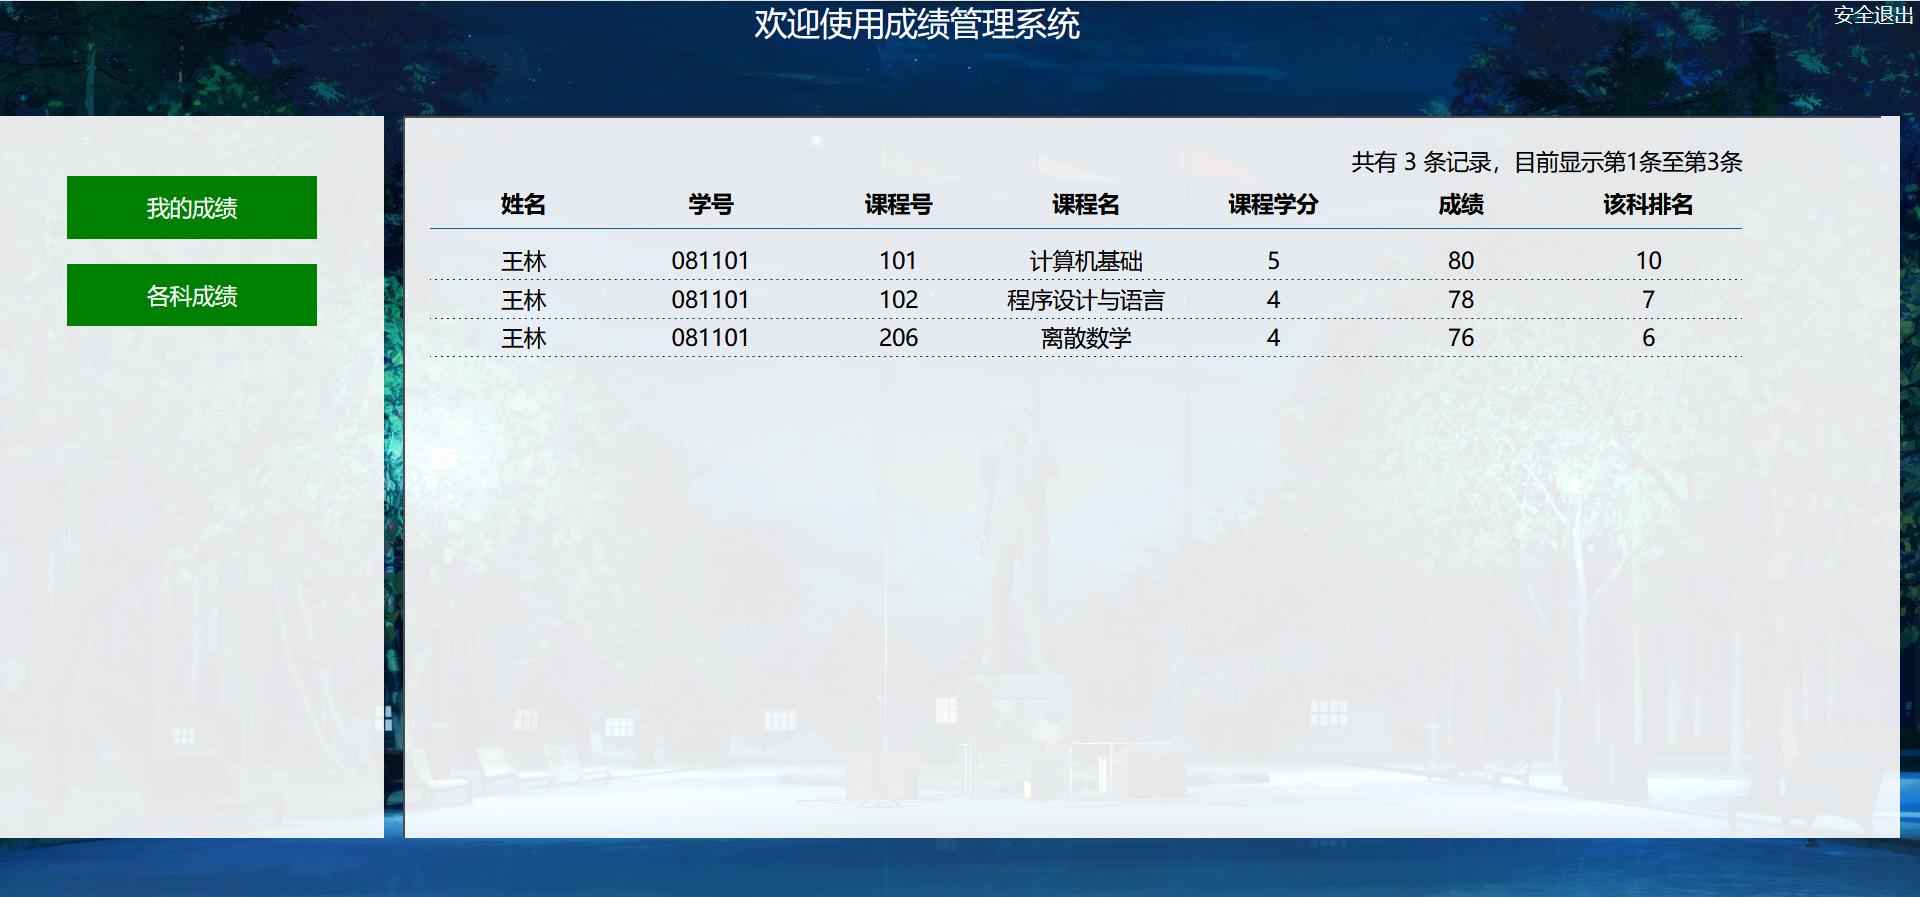 欢迎使用成绩管理系统
安全退出
我的成绩
各科成绩
共有 3 条记录，目前显示第1条至第3条
姓名 学号 课程号 课程名 课程学分 成绩 该科排名
王林 081101 101 计算机基础 5 80 10
王林 081101 102 程序设计与语言 4 78 7
王林 081101 206 离散数学 4 76 6